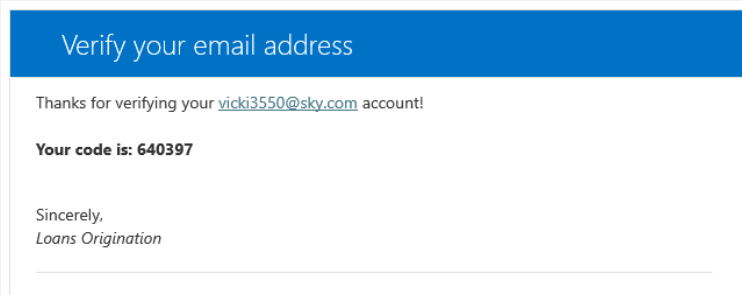 Verify your email address
Thanks for verifying your vicki3550@sky.com account!
Your code is: 640397
Sincerely,
Loans Origination